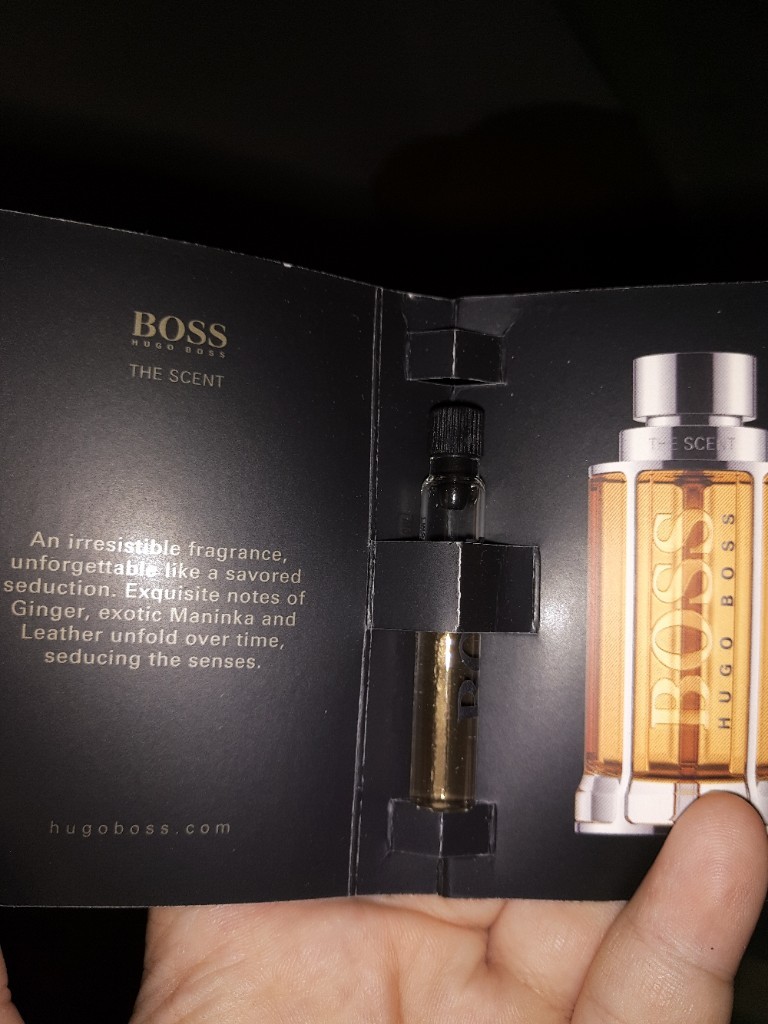 BOSS
HUGO BOSS
THE SCENT
An irresistible fragrance,
unforgettable like a savored
seduction. Exquisite notes of
Ginger, exotic Maninka and
Leather unfold over time,
seducing the senses.
hugoboss.com
BO
THE SCENT
BOSS
HUGO BOSS